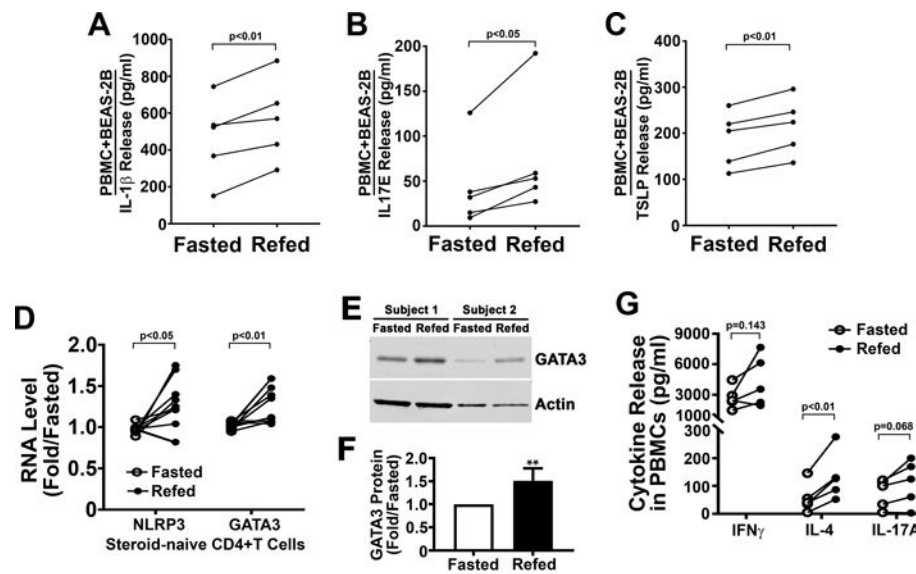 A
PBMC+BEAS-2B
IL-1β Release (pg/ml)
1000
800
600
400
200
0
p<0.01
Fasted Refed
B
PBMC+BEAS-2B
IL17E Release (pg/ml)
200
150
100
50
0
p<0.05
Fasted Refed
C
PBMC+BEAS-2B
TSLP Release (pg/ml)
400
300
200
100
0
p<0.01
Fasted Refed
D
RNA Level
(Fold/Fasted)
2.0
1.5
1.0
0.5
0.0
p<0.05
p<0.01
Fasted
Refed
NLRP3 GATA3
Steroid-naive CD4+T Cells
E
Subject 1 Subject 2
Fasted Refed Fasted Refed
GATA3
Actin
F
GATA3 Protein
(Fold/Fasted)
2.0
1.5
1.0
0.5
0.0
**
Fasted Refed
G
Cytokine Release
in PBMCs (pg/ml)
9000
7000
5000
3000
1000
200
100
0
p=0.143
p<0.01
p=0.068
Fasted
Refed
IFNγ IL-4 IL-17A